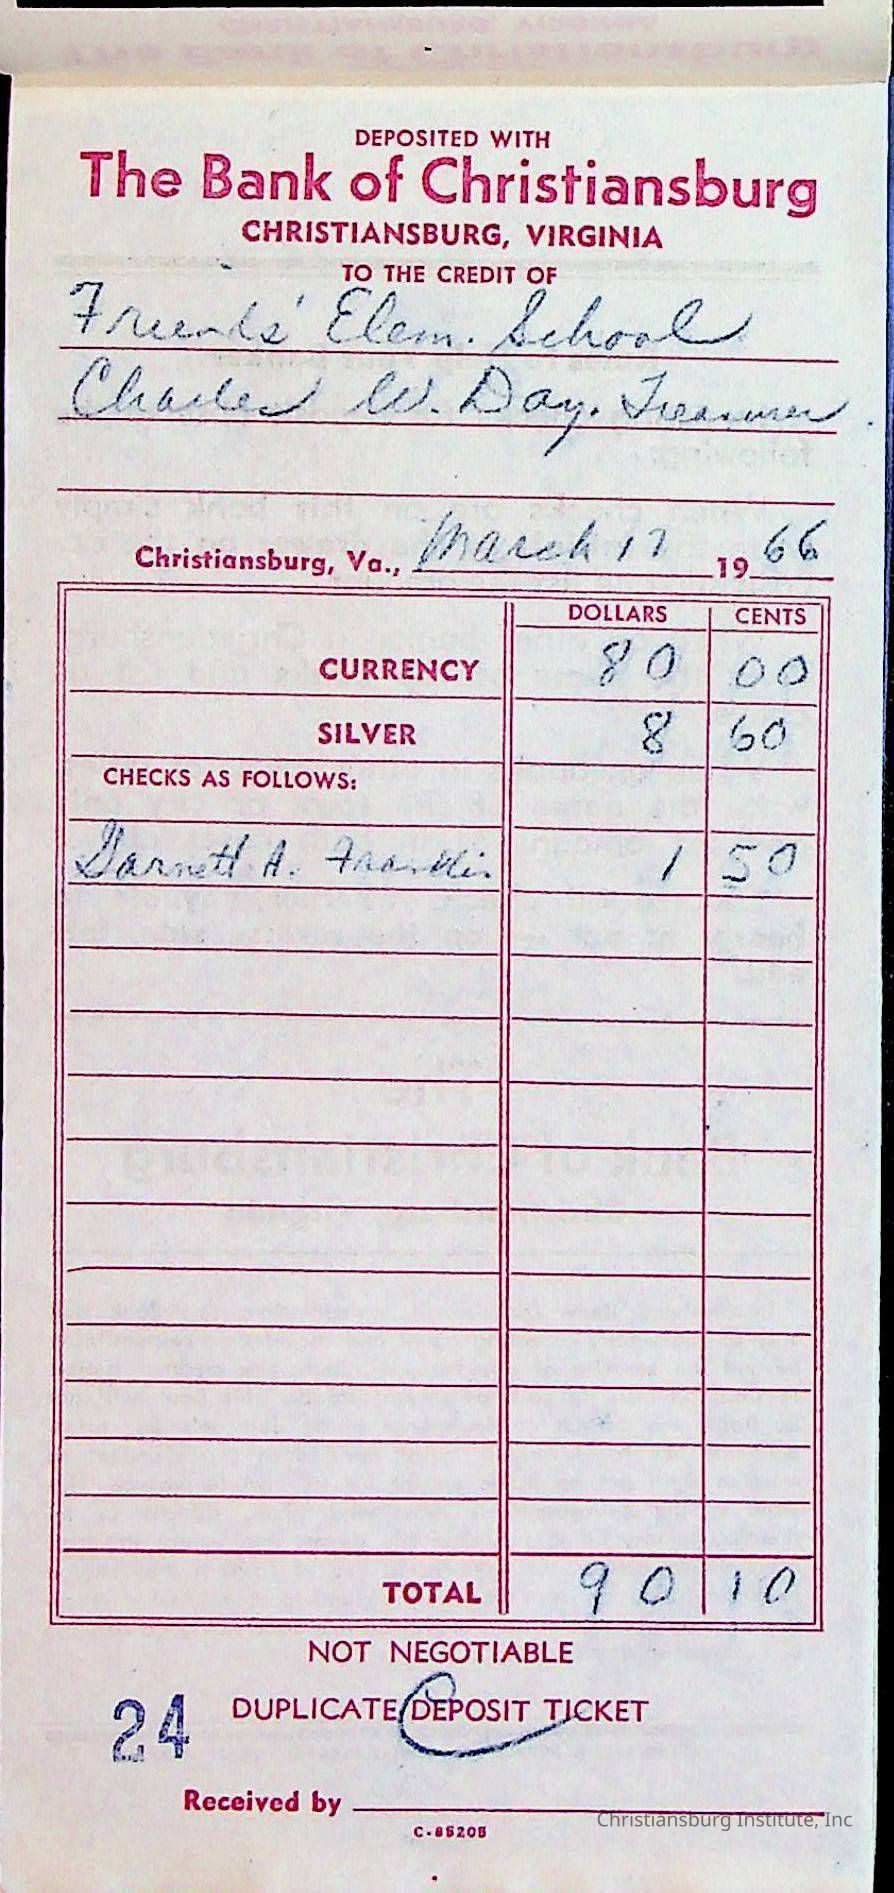 DEPOSITED WITH
The Bank of Christiansburg
CHRISTIANSBURG, VIRGINIA
TO THE CREDIT OF
Friends' Elem. School
Charles W. Day. Treasurer
Christiansburg, Va., March 17 1966
DOLLARS CENTS
CURRENCY 80 00
SILVER 8 60
CHECKS AS FOLLOWS:
Garnett A. Franklin 1 50
TOTAL 90 10
NOT NEGOTIABLE
24 DUPLICATE DEPOSIT TICKET
Received by
Christiansburg Institute, Inc
C-85205